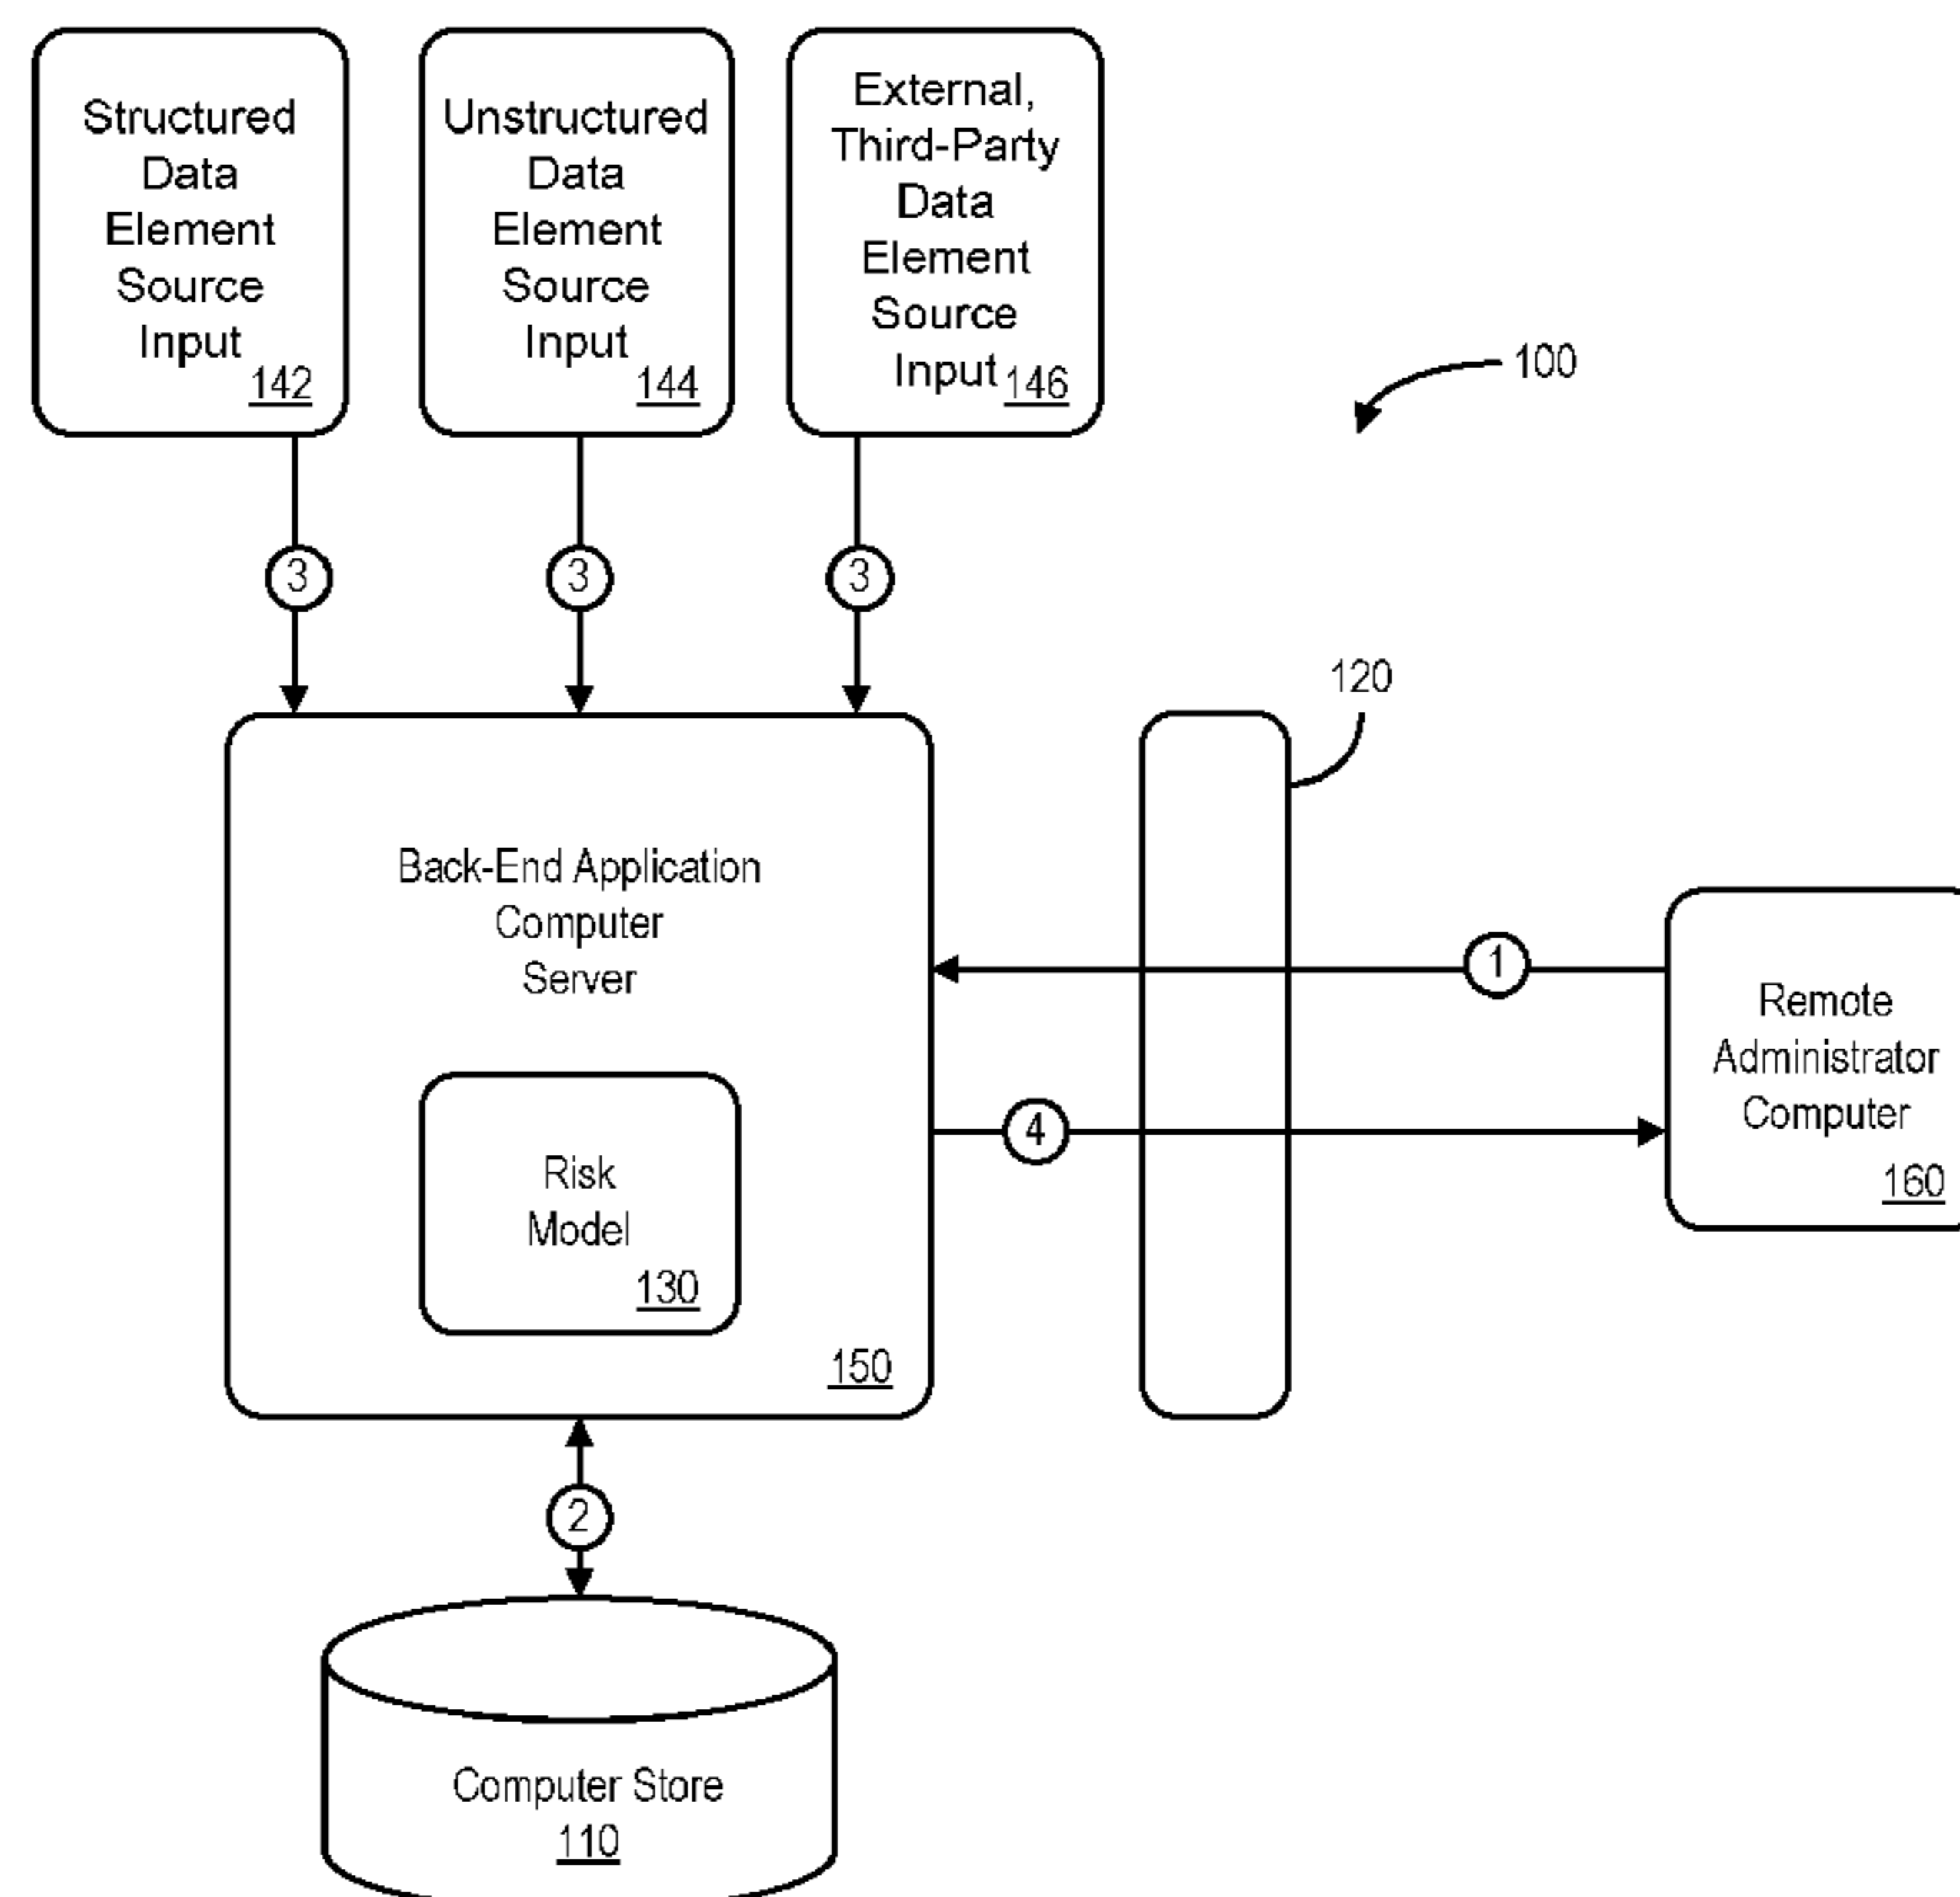 Structured
Data
Element
Source
Input
142
Unstructured
Data
Element
Source
Input
144
External,
Third-Party
Data
Element
Source
Input
146
100
3
3
3
120
Back-End Application
Computer
Server
1
Remote
Administrator
Computer
160
4
Risk
Model
130
150
2
Computer Store
110